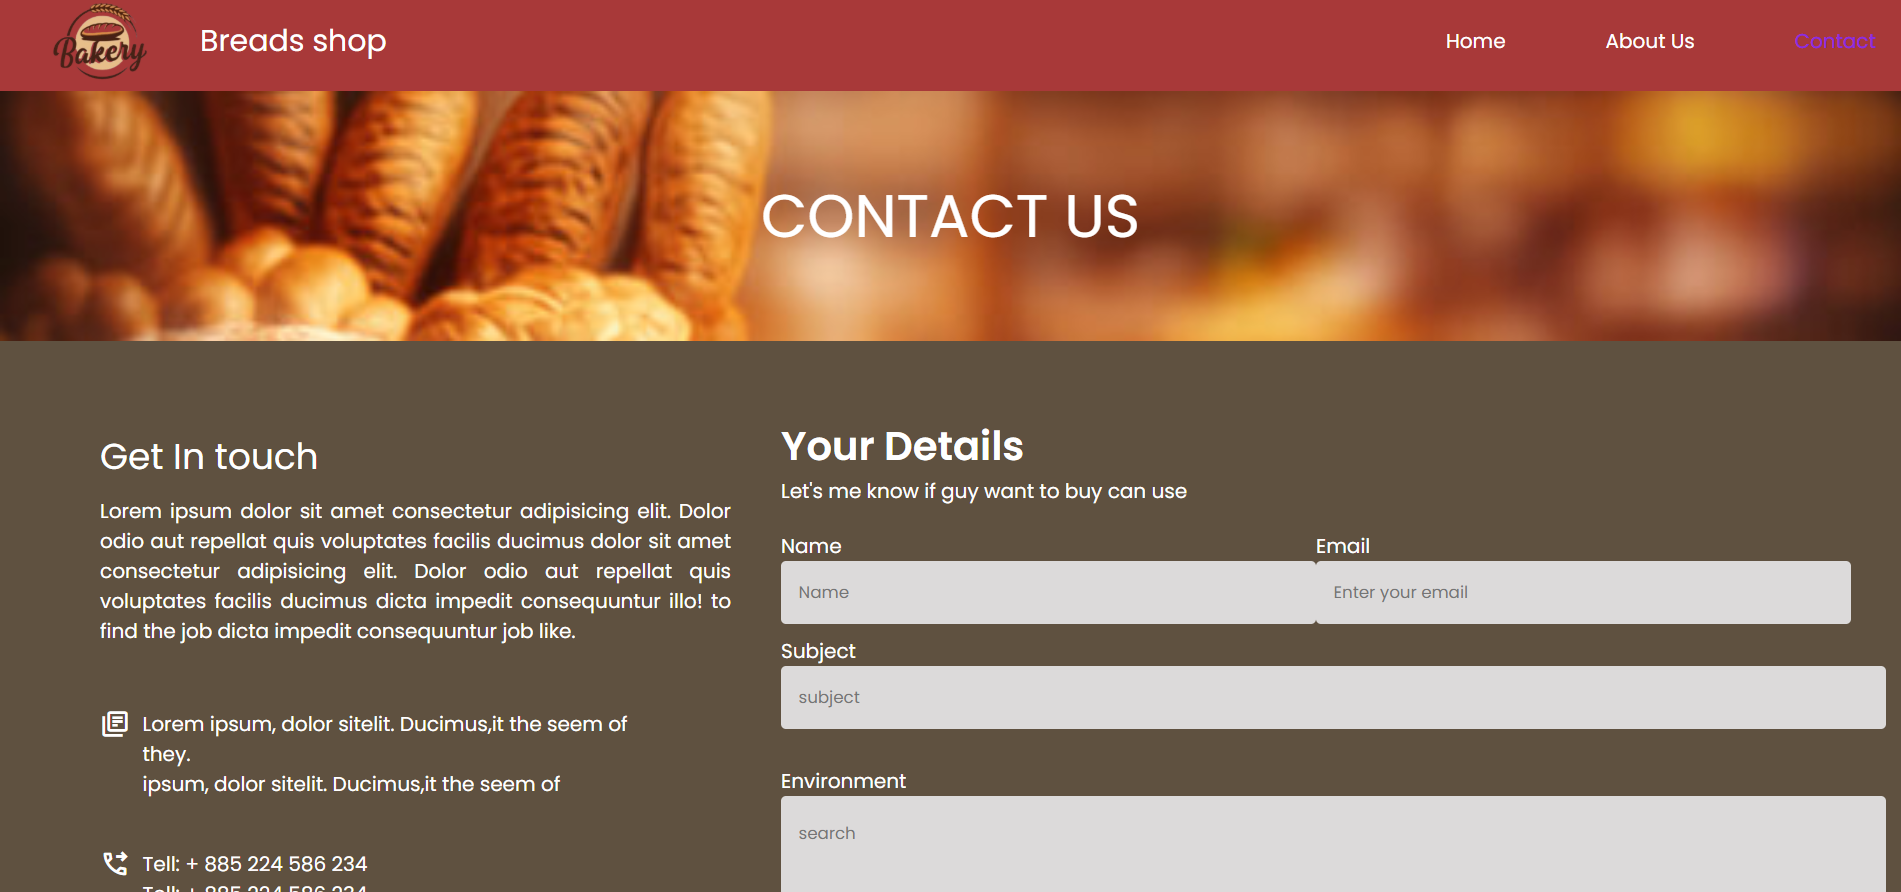 Bakery
Breads shop
Home
About Us
Contact
CONTACT US
Get In touch
Lorem ipsum dolor sit amet consectetur adipisicing elit. Dolor
odio aut repellat quis voluptates facilis ducimus dolor sit amet
consectetur adipisicing elit. Dolor odio aut repellat quis
voluptates facilis ducimus dicta impedit consequuntur illo! to
find the job dicta impedit consequuntur job like.
Lorem ipsum, dolor sitelit. Ducimus,it the seem of
they.
ipsum, dolor sitelit. Ducimus,it the seem of
Tell: + 885 224 586 234
Tell: + 885 224 586 234
Your Details
Let's me know if guy want to buy can use
Name
Name
Email
Enter your email
Subject
subject
Environment
search